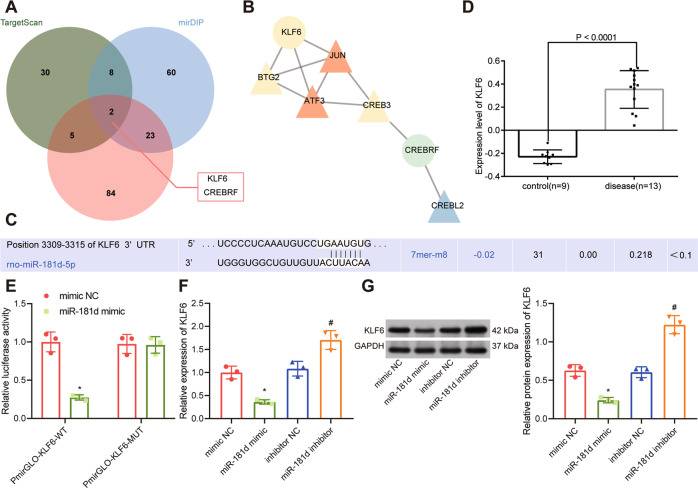 A
TargetScan
mirDIP
30
8
60
2
5
23
84
KLF6
CREBRF
B
KLF6
JUN
BTG2
ATF3
CREB3
CREBRF
CREBL2
D
P < 0.0001
Expression level of KLF6
0.6
0.4
0.2
0.0
-0.2
-0.4
control(n=9)
disease(n=13)
C
Position 3309-3315 of KLF6 3' UTR
5' ...UCCCCUCAAAUGUCCUGAAUGUG...
rno-miR-181d-5p
3' UGGGUGGCUGUUGUUACUUACAA
7mer-m8
-0.02
31
0.00
0.218
<0.1
E
mimic NC
miR-181d mimic
Relative luciferase activity
1.5
1.0
0.5
0.0
*
PmirGLO-KLF6-WT
PmirGLO-KLF6-MUT
F
Relative expression of KLF6
2.5
2.0
1.5
1.0
0.5
0.0
*
#
mimic NC
miR-181d mimic
inhibitor NC
miR-181d inhibitor
G
KLF6
42 kDa
GAPDH
37 kDa
mimic NC
miR-181d mimic
inhibitor NC
miR-181d inhibitor
Relative protein expression of KLF6
1.5
1.0
0.5
0.0
*
#
mimic NC
miR-181d mimic
inhibitor NC
miR-181d inhibitor